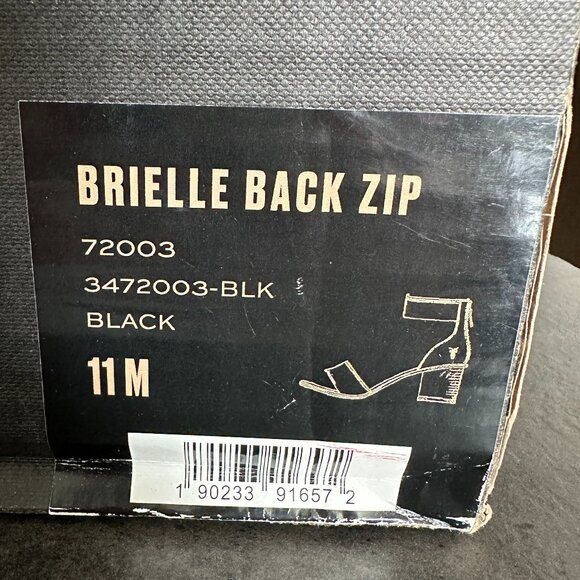 BRIELLE BACK ZIP
72003
3472003-BLK
BLACK
11 M
1 90233 91657 2